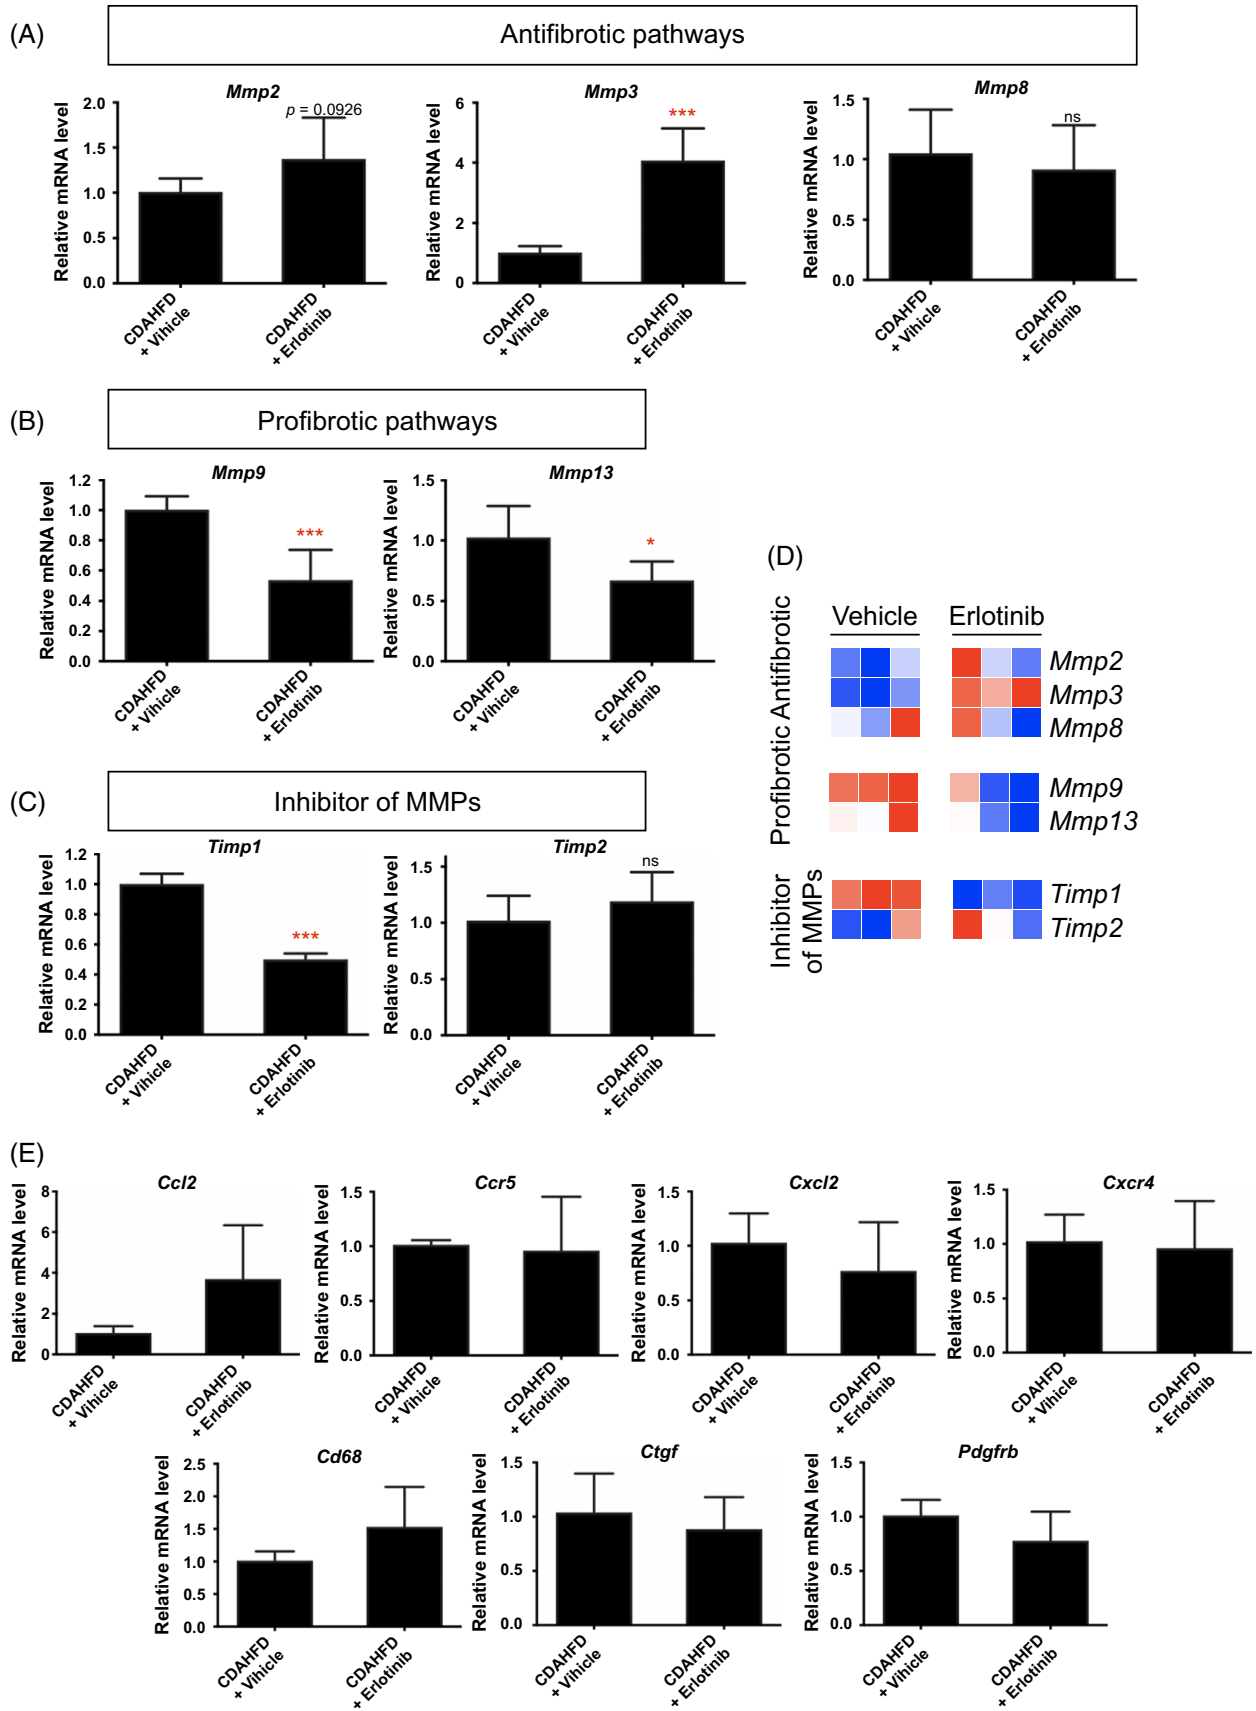 (A)
Antifibrotic pathways
Mmp2
Relative mRNA level
2.0
1.5
1.0
0.5
0.0
p = 0.0926
CDAHFD
+ Vihicle
CDAHFD
+ Erlotinib
Mmp3
Relative mRNA level
6
4
2
0
***
CDAHFD
+ Vihicle
CDAHFD
+ Erlotinib
Mmp8
Relative mRNA level
1.5
1.0
0.5
0.0
ns
CDAHFD
+ Vihicle
CDAHFD
+ Erlotinib
(B)
Profibrotic pathways
Mmp9
Relative mRNA level
1.2
1.0
0.8
0.6
0.4
0.2
0.0
***
CDAHFD
+ Vihicle
CDAHFD
+ Erlotinib
Mmp13
Relative mRNA level
1.5
1.0
0.5
0.0
*
CDAHFD
+ Vihicle
CDAHFD
+ Erlotinib
(C)
Inhibitor of MMPs
Timp1
Relative mRNA level
1.2
1.0
0.8
0.6
0.4
0.2
0.0
***
CDAHFD
+ Vihicle
CDAHFD
+ Erlotinib
Timp2
Relative mRNA level
1.5
1.0
0.5
0.0
ns
CDAHFD
+ Vihicle
CDAHFD
+ Erlotinib
(D)
Vehicle
Erlotinib
Antifibrotic
Mmp2
Mmp3
Mmp8
Profibrotic
Mmp9
Mmp13
Inhibitor
of MMPs
Timp1
Timp2
(E)
Ccl2
Relative mRNA level
8
6
4
2
0
CDAHFD
+ Vihicle
CDAHFD
+ Erlotinib
Ccr5
Relative mRNA level
1.5
1.0
0.5
0.0
CDAHFD
+ Vihicle
CDAHFD
+ Erlotinib
Cxcl2
Relative mRNA level
1.5
1.0
0.5
0.0
CDAHFD
+ Vihicle
CDAHFD
+ Erlotinib
Cxcr4
Relative mRNA level
1.5
1.0
0.5
0.0
CDAHFD
+ Vihicle
CDAHFD
+ Erlotinib
Cd68
Relative mRNA level
2.5
2.0
1.5
1.0
0.5
0.0
CDAHFD
+ Vihicle
CDAHFD
+ Erlotinib
Ctgf
Relative mRNA level
1.5
1.0
0.5
0.0
CDAHFD
+ Vihicle
CDAHFD
+ Erlotinib
Pdgfrb
Relative mRNA level
1.5
1.0
0.5
0.0
CDAHFD
+ Vihicle
CDAHFD
+ Erlotinib